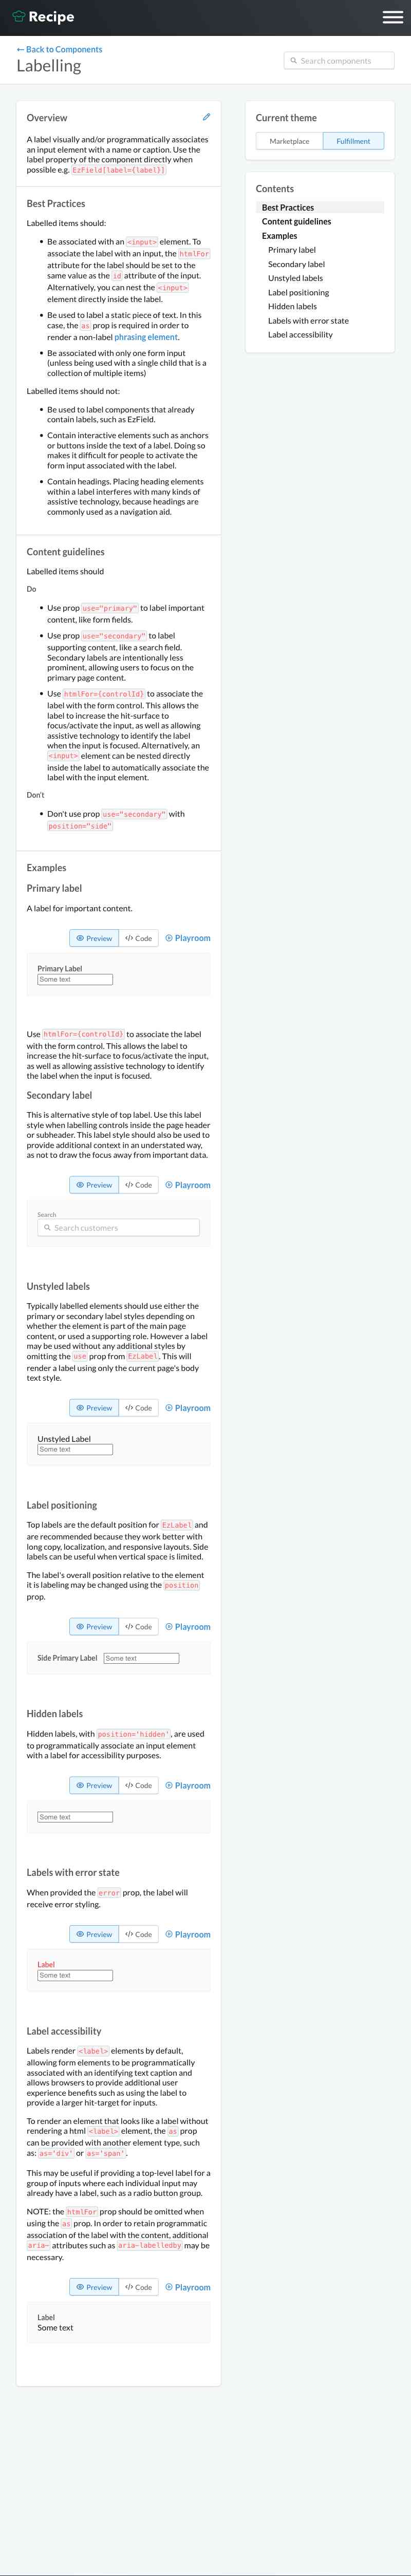 Recipe
← Back to Components
Labelling
Search components
Overview
A label visually and/or programmatically associates
an input element with a name or caption. Use the
label property of the component directly when
possible e.g. EzField[label={label}]
Best Practices
Labelled items should:
• Be associated with an <input> element. To
associate the label with an input, the htmlFor
attribute for the label should be set to the
same value as the id attribute of the input.
Alternatively, you can nest the <input>
element directly inside the label.
• Be used to label a static piece of text. In this
case, the as prop is required in order to
render a non-label phrasing element.
• Be associated with only one form input
(unless being used with a single child that is a
collection of multiple items)
Labelled items should not:
• Be used to label components that already
contain labels, such as EzField.
• Contain interactive elements such as anchors
or buttons inside the text of a label. Doing so
makes it difficult for people to activate the
form input associated with the label.
• Contain headings. Placing heading elements
within a label interferes with many kinds of
assistive technology, because headings are
commonly used as a navigation aid.
Content guidelines
Labelled items should
Do
• Use prop use="primary" to label important
content, like form fields.
• Use prop use="secondary" to label
supporting content, like a search field.
Secondary labels are intentionally less
prominent, allowing users to focus on the
primary page content.
• Use htmlFor={controlId} to associate the
label with the form control. This allows the
label to increase the hit-surface to
focus/activate the input, as well as allowing
assistive technology to identify the label
when the input is focused. Alternatively, an
<input> element can be nested directly
inside the label to automatically associate the
label with the input element.
Don't
• Don't use prop use="secondary" with
position="side"
Examples
Primary label
A label for important content.
Preview Code Playroom
Primary Label
Some text
Use htmlFor={controlId} to associate the label
with the form control. This allows the label to
increase the hit-surface to focus/activate the input,
as well as allowing assistive technology to identify
the label when the input is focused.
Secondary label
This is alternative style of top label. Use this label
style when labelling controls inside the page header
or subheader. This label style should also be used to
provide additional context in an understated way,
as not to draw the focus away from important data.
Preview Code Playroom
Search
Search customers
Unstyled labels
Typically labelled elements should use either the
primary or secondary label styles depending on
whether the element is part of the main page
content, or used a supporting role. However a label
may be used without any additional styles by
omitting the use prop from EzLabel. This will
render a label using only the current page's body
text style.
Preview Code Playroom
Unstyled Label
Some text
Label positioning
Top labels are the default position for EzLabel and
are recommended because they work better with
long copy, localization, and responsive layouts. Side
labels can be useful when vertical space is limited.
The label's overall position relative to the element
it is labeling may be changed using the position
prop.
Preview Code Playroom
Side Primary Label Some text
Hidden labels
Hidden labels, with position='hidden', are used
to programmatically associate an input element
with a label for accessibility purposes.
Preview Code Playroom
Some text
Labels with error state
When provided the error prop, the label will
receive error styling.
Preview Code Playroom
Label
Some text
Label accessibility
Labels render <label> elements by default,
allowing form elements to be programmatically
associated with an identifying text caption and
allows browsers to provide additional user
experience benefits such as using the label to
provide a larger hit-target for inputs.
To render an element that looks like a label without
rendering a html <label> element, the as prop
can be provided with another element type, such
as: as='div' or as='span'.
This may be useful if providing a top-level label for a
group of inputs where each individual input may
already have a label, such as a radio button group.
NOTE: the htmlFor prop should be omitted when
using the as prop. In order to retain programmatic
association of the label with the content, additional
aria- attributes such as aria-labelledby may be
necessary.
Preview Code Playroom
Label
Some text
Current theme
Marketplace Fulfillment
Contents
Best Practices
Content guidelines
Examples
Primary label
Secondary label
Unstyled labels
Label positioning
Hidden labels
Labels with error state
Label accessibility